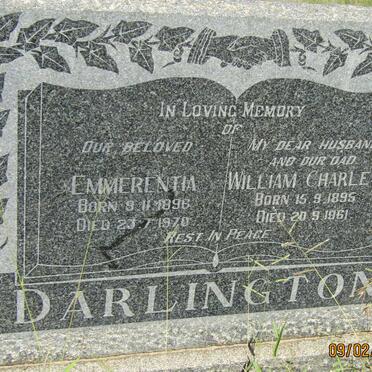 IN LOVING MEMORY
OF
OUR BELOVED
EMMERENTIA
BORN 9·11·1896
DIED 23·7·1970
MY DEAR HUSBAN
AND OUR DAD
WILLIAM CHARLE
BORN 15·9·1895
DIED 20·9·1961
REST IN PEACE
DARLINGTON
09/02